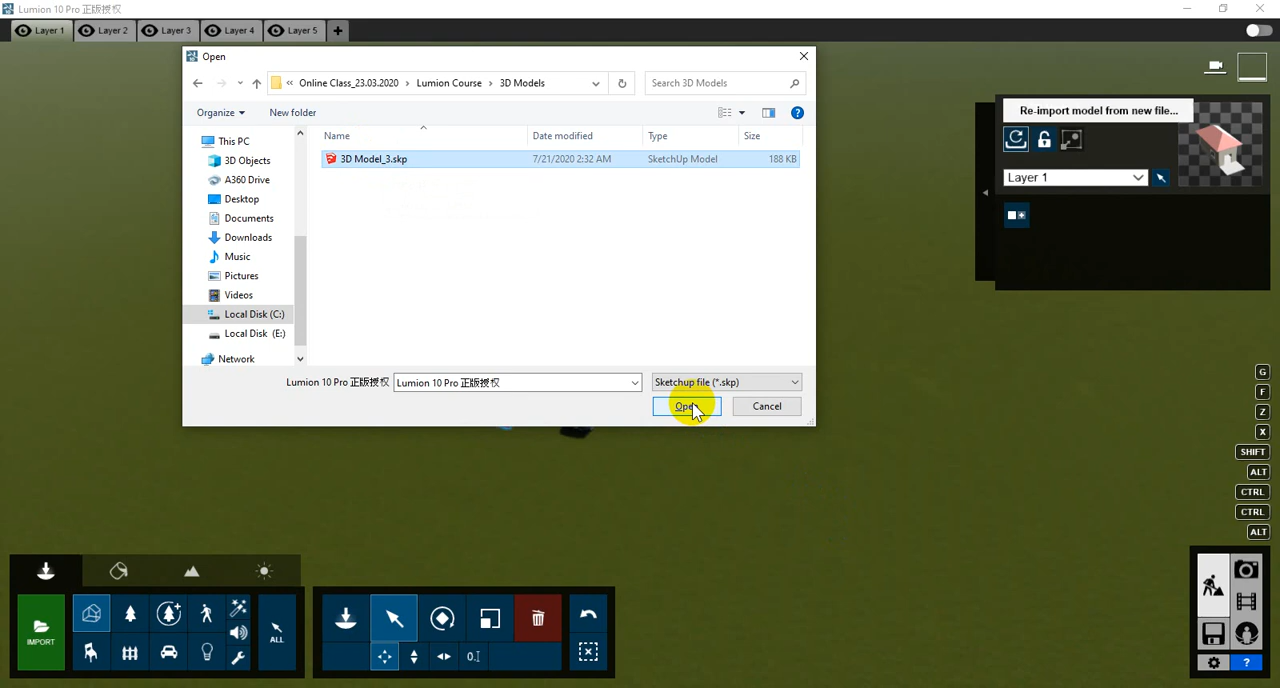 Lumion 10 Pro 正版授权
Layer 1
Layer 2
Layer 3
Layer 4
Layer 5
+
Open
« Online Class_23.03.2020 › Lumion Course › 3D Models
Search 3D Models
Organize
New folder
Name
Date modified
Type
Size
3D Model_3.skp
7/21/2020 2:32 AM
SketchUp Model
188 KB
This PC
3D Objects
A360 Drive
Desktop
Documents
Downloads
Music
Pictures
Videos
Local Disk (C:)
Local Disk (E:)
Network
Lumion 10 Pro 正版授权
Lumion 10 Pro 正版授权
Sketchup file (*.skp)
Open
Cancel
Re-import model from new file...
Layer 1
G
F
Z
X
SHIFT
ALT
CTRL
CTRL
ALT
IMPORT
ALL
?